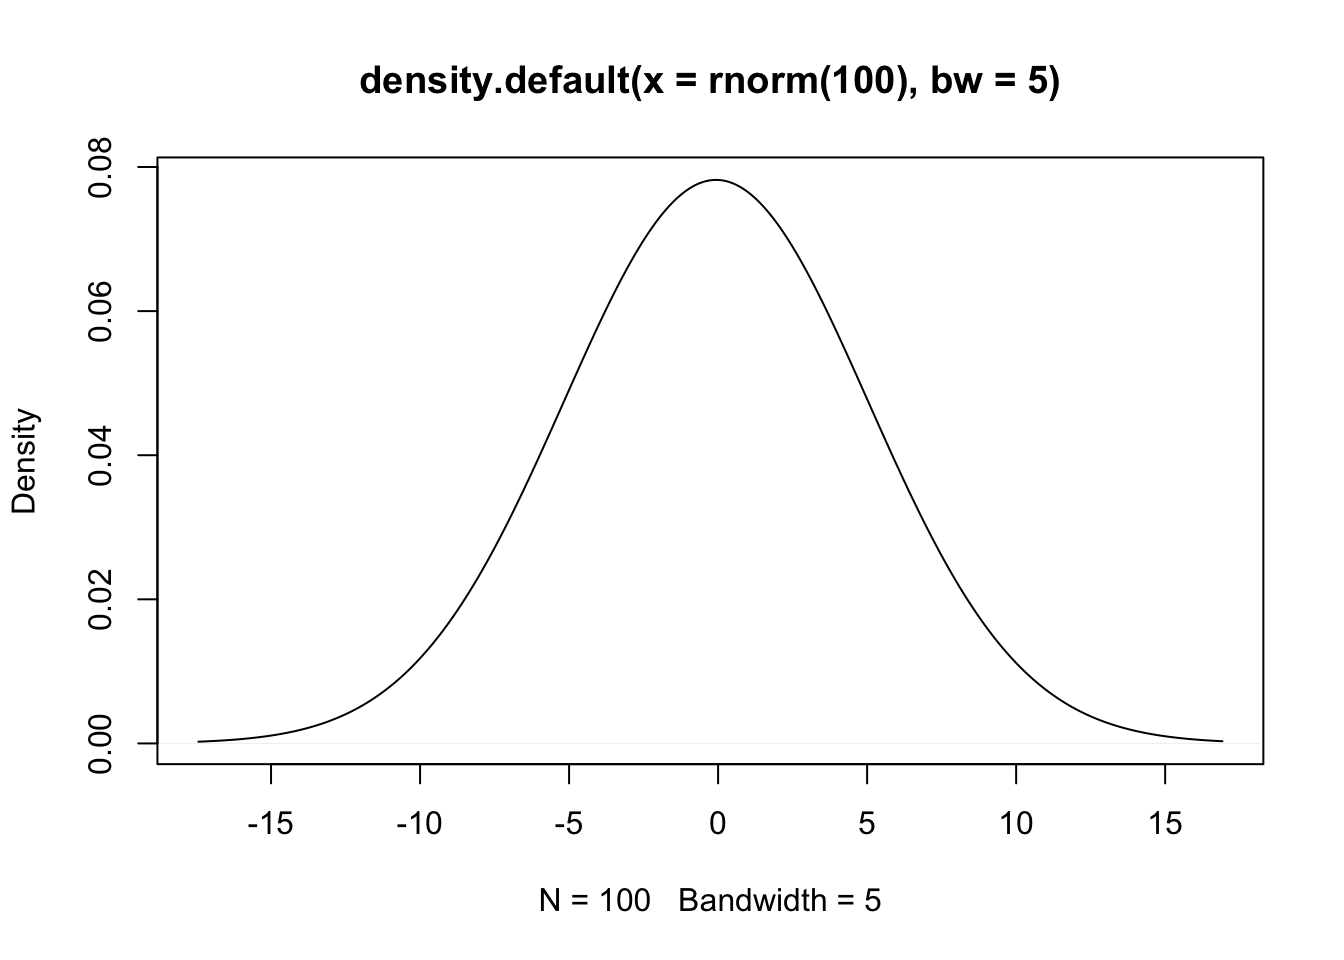 density.default(x = rnorm(100), bw = 5)
Density
0.08
0.06
0.04
0.02
0.00
-15 -10 -5 0 5 10 15
N = 100   Bandwidth = 5